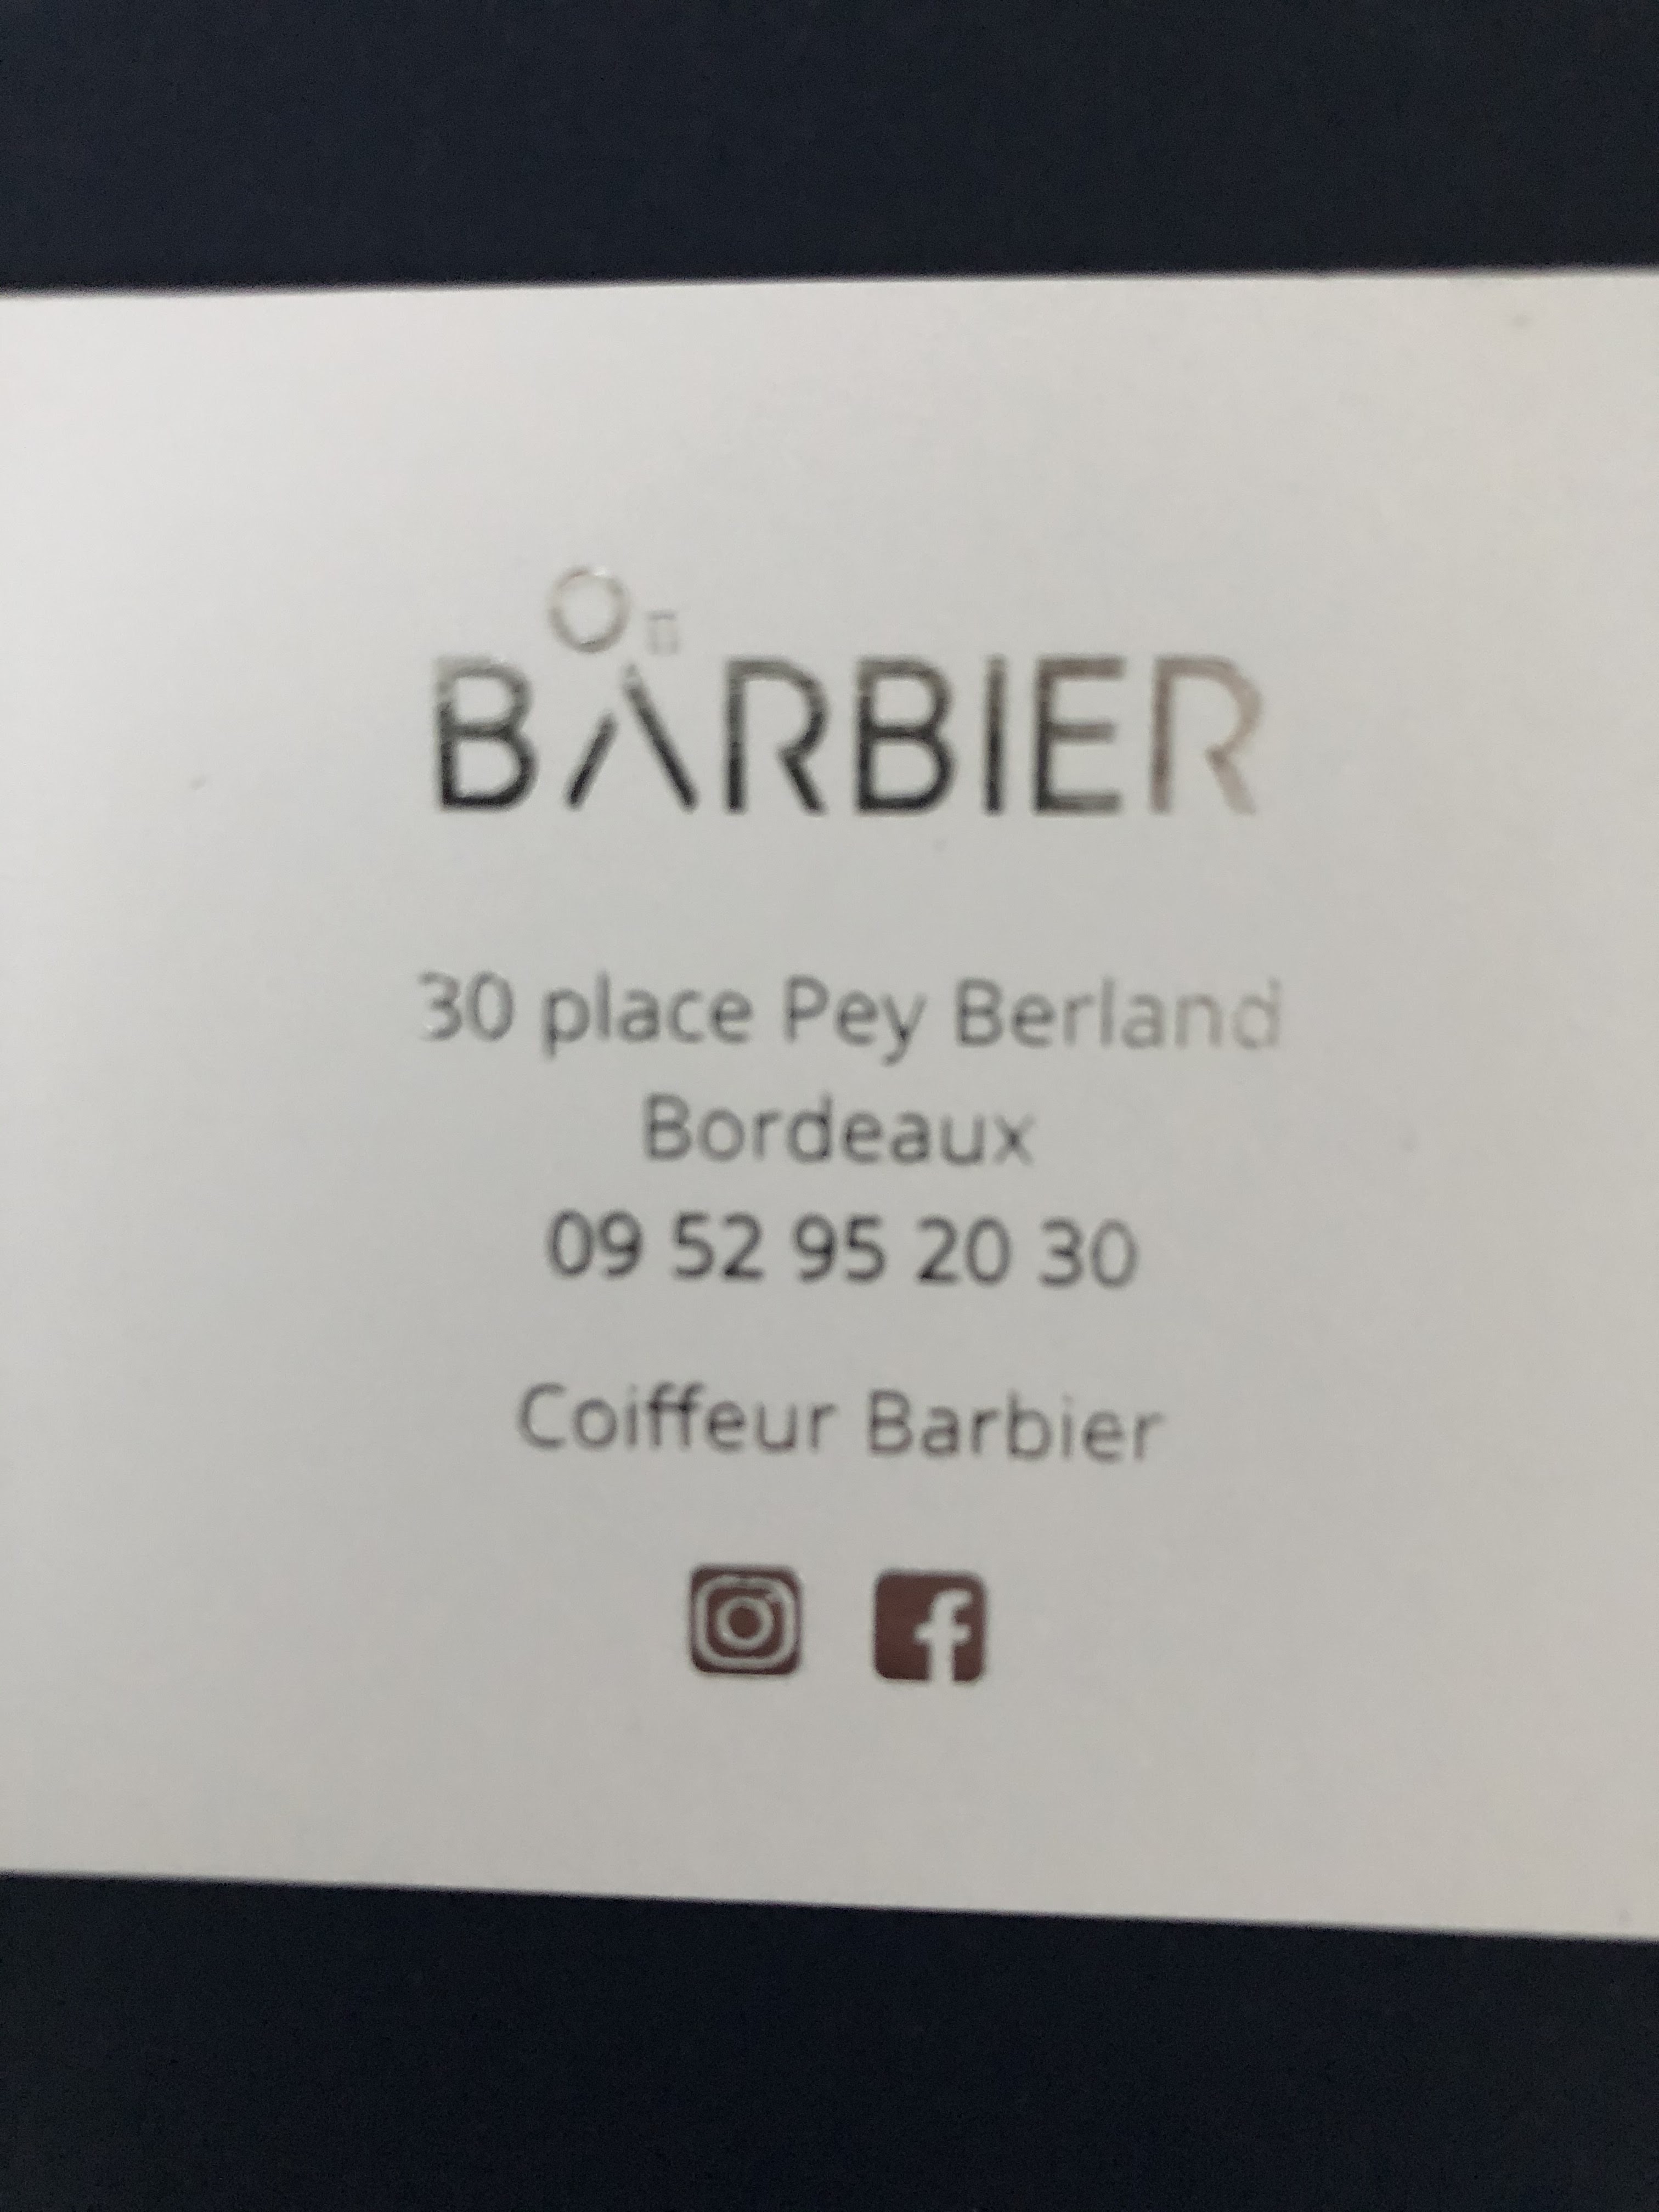 BARBIER
30 place Pey Berland
Bordeaux
09 52 95 20 30
Coiffeur Barbier